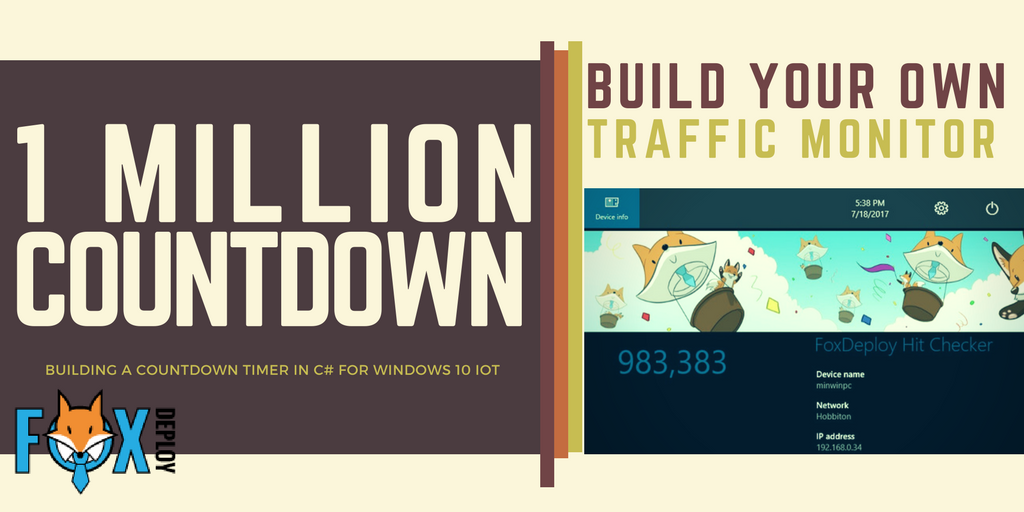 1 MILLION
COUNTDOWN
BUILDING A COUNTDOWN TIMER IN C# FOR WINDOWS 10 IOT
FOX
DEPLOY
BUILD YOUR OWN
TRAFFIC MONITOR
Device info
5:38 PM
7/18/2017
983,383
FoxDeploy Hit Checker
Device name
minwinpc
Network
Hobbiton
IP address
192.168.0.34